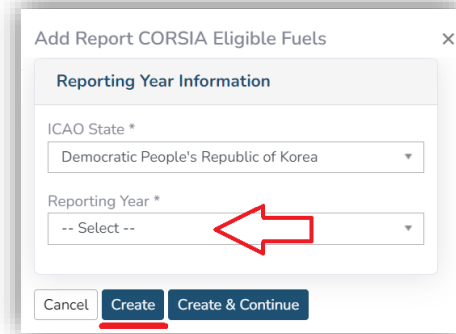 Add Report CORSIA Eligible Fuels
Reporting Year Information
ICAO State *
Democratic People's Republic of Korea
Reporting Year *
-- Select --
Cancel Create Create & Continue